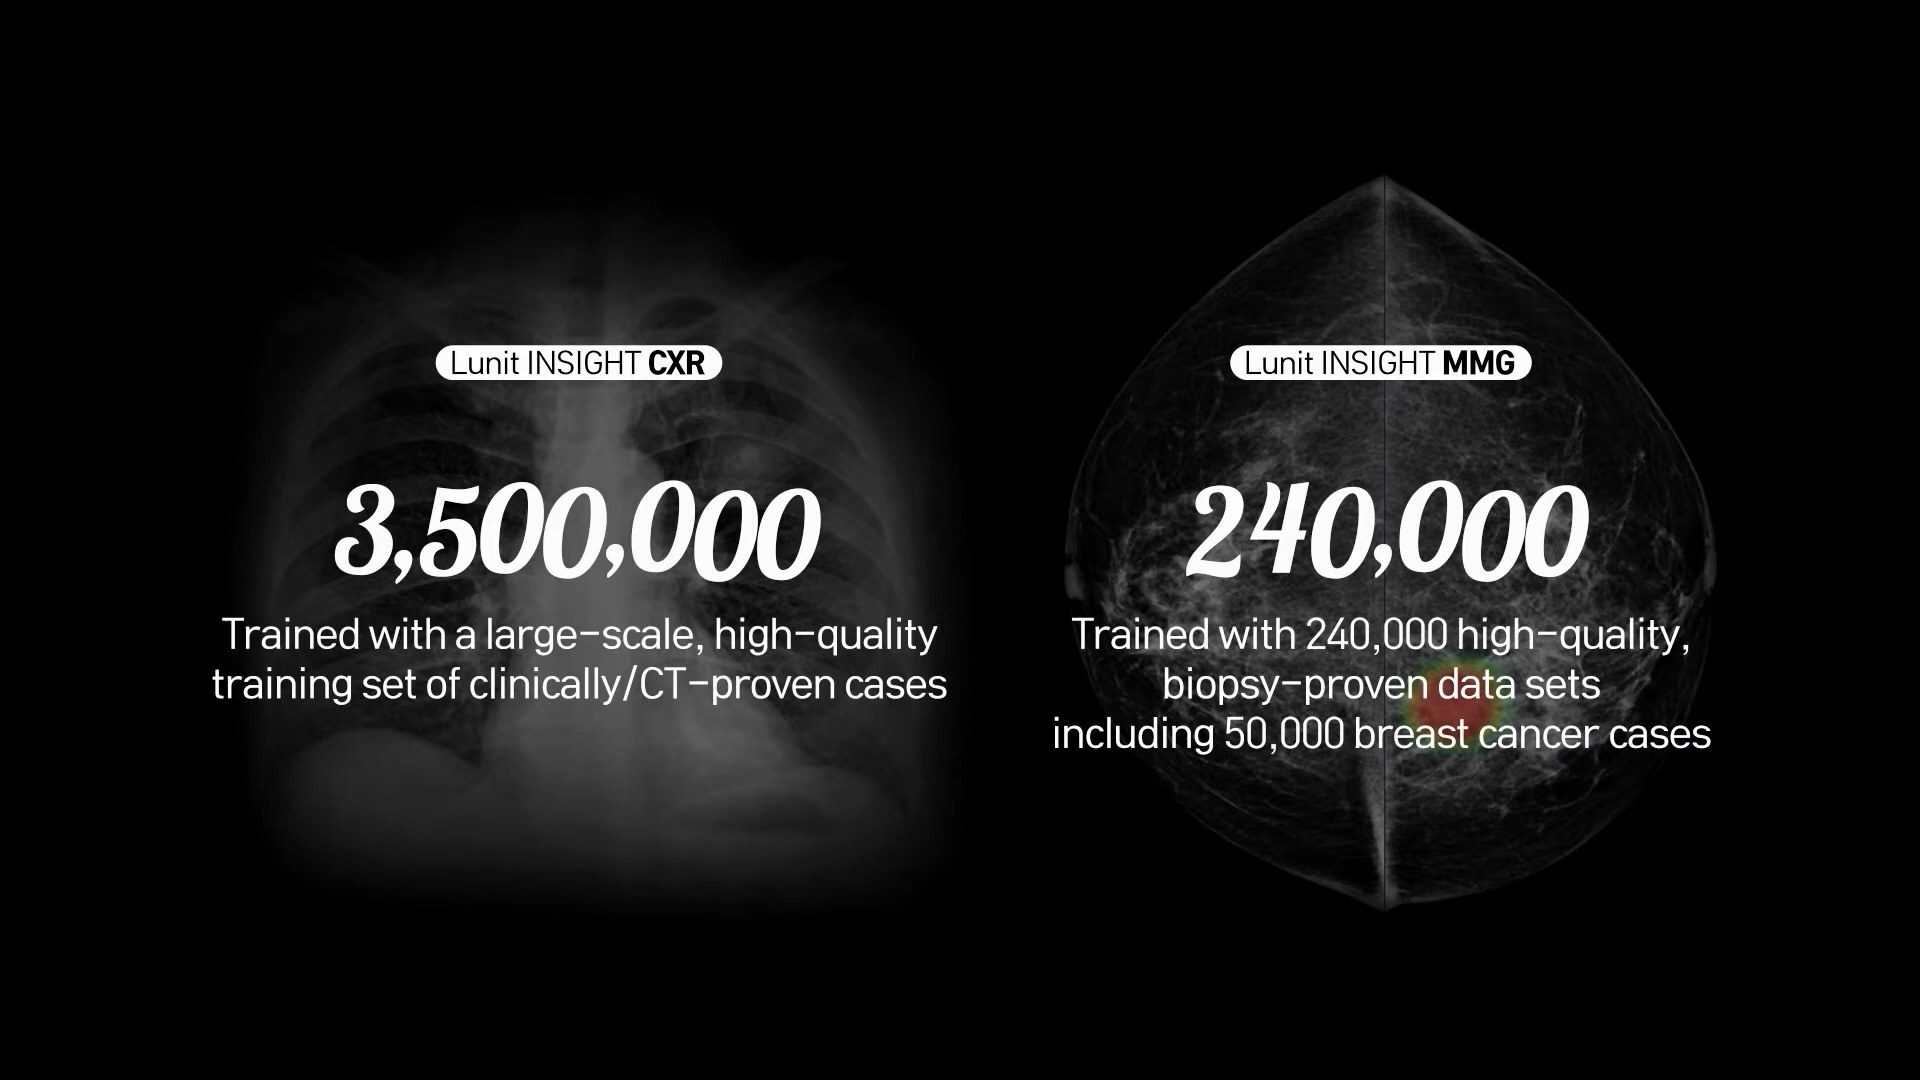 Lunit INSIGHT CXR
3,500,000
Trained with a large-scale, high-quality
training set of clinically/CT-proven cases
Lunit INSIGHT MMG
240,000
Trained with 240,000 high-quality,
biopsy-proven data sets
including 50,000 breast cancer cases